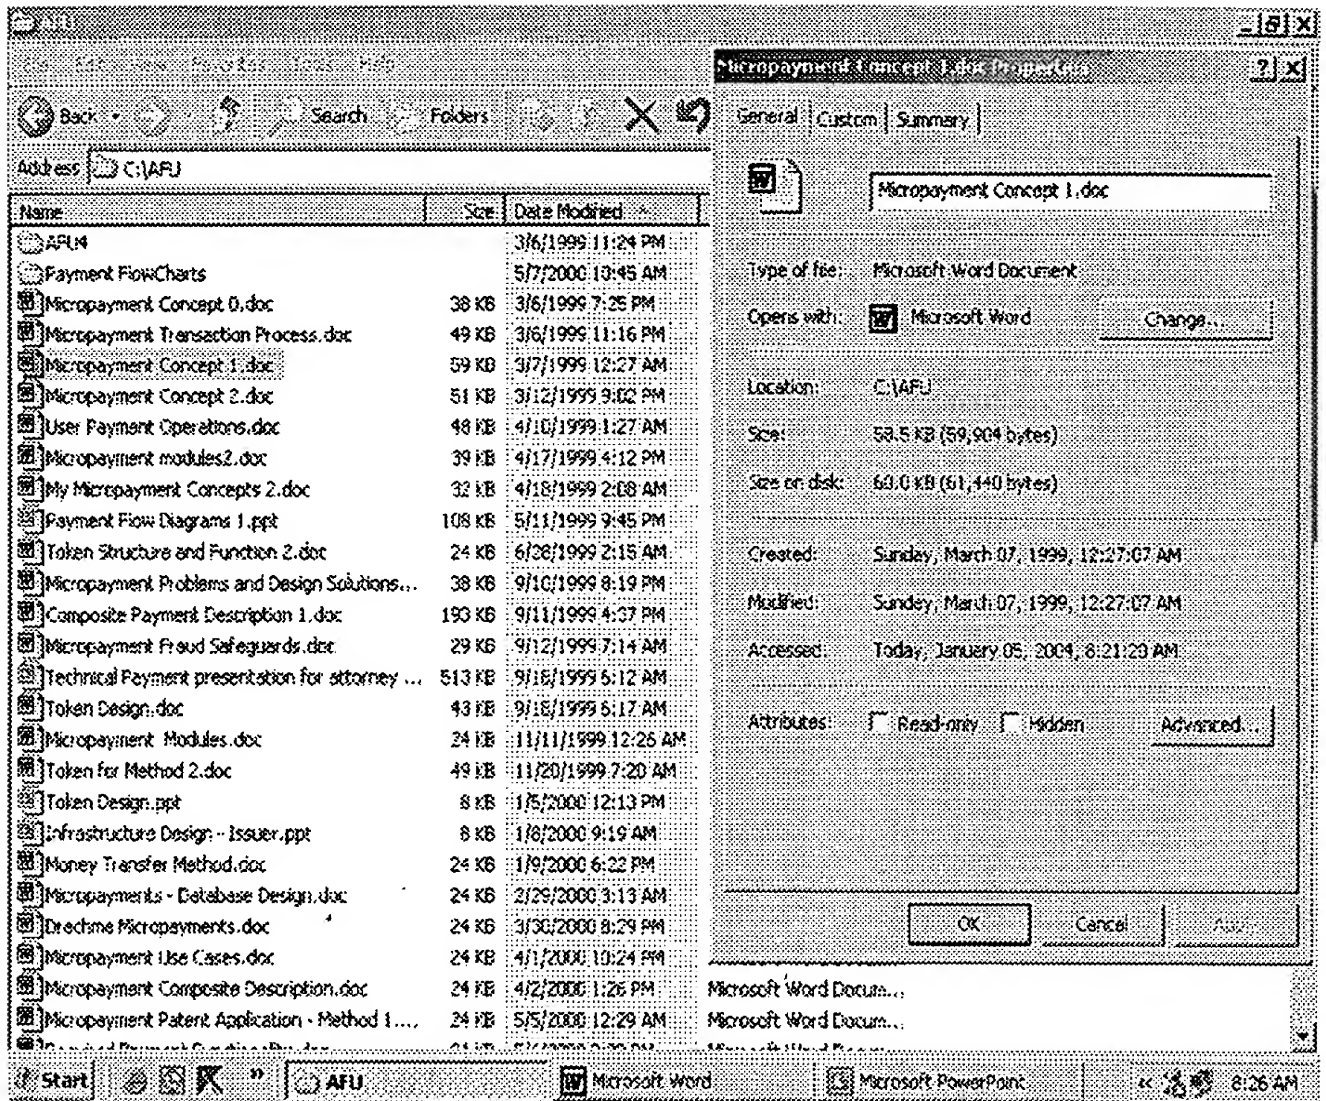 AFU
File Edit View Favorites Tools Help
Back Search Folders
Address C:\AFU
Name Size Date Modified
AFU4 3/6/1999 11:24 PM
Payment FlowCharts 5/7/2000 10:45 AM
Micropayment Concept 0.doc 38 KB 3/6/1999 7:25 PM
Micropayment Transaction Process.doc 49 KB 3/6/1999 11:16 PM
Micropayment Concept 1.doc 59 KB 3/7/1999 12:27 AM
Micropayment Concept 2.doc 51 KB 3/12/1999 9:02 PM
User Payment Operations.doc 48 KB 4/10/1999 1:27 AM
Micropayment modules2.doc 39 KB 4/17/1999 4:12 PM
My Micropayment Concepts 2.doc 32 KB 4/18/1999 2:08 AM
Payment Flow Diagrams 1.ppt 108 KB 5/11/1999 9:45 PM
Token Structure and Function 2.doc 24 KB 6/28/1999 2:15 AM
Micropayment Problems and Design Solutions... 38 KB 9/10/1999 8:19 PM
Composite Payment Description 1.doc 193 KB 9/11/1999 4:37 PM
Micropayment Fraud Safeguards.doc 29 KB 9/12/1999 7:14 AM
Technical Payment presentation for attorney ... 513 KB 9/18/1999 6:12 AM
Token Design.doc 43 KB 9/18/1999 6:17 AM
Micropayment Modules.doc 24 KB 11/11/1999 12:26 AM
Token for Method 2.doc 49 KB 11/20/1999 7:20 AM
Token Design.ppt 8 KB 1/5/2000 12:13 PM
Infrastructure Design - Issuer.ppt 8 KB 1/8/2000 9:19 AM
Money Transfer Method.doc 24 KB 1/9/2000 6:22 PM
Micropayments - Database Design.doc 24 KB 2/29/2000 3:13 AM
Drachme Micropayments.doc 24 KB 3/30/2000 8:29 PM
Micropayment Use Cases.doc 24 KB 4/1/2000 10:24 PM
Micropayment Composite Description.doc 24 KB 4/2/2000 1:26 PM Microsoft Word Docum...
Micropayment Patent Application - Method 1.... 24 KB 5/5/2000 12:29 AM Microsoft Word Docum...
Micropayment Concept 1.doc Properties
General Custom Summary
Micropayment Concept 1.doc
Type of file: Microsoft Word Document
Opens with: Microsoft Word Change...
Location: C:\AFU
Size: 58.5 KB (59,904 bytes)
Size on disk: 60.0 KB (61,440 bytes)
Created: Sunday, March 07, 1999, 12:27:07 AM
Modified: Sunday, March 07, 1999, 12:27:07 AM
Accessed: Today, January 05, 2004, 8:21:20 AM
Attributes: Read-only Hidden Advanced...
OK Cancel Apply
Start AFU Microsoft Word Microsoft PowerPoint 8:26 AM